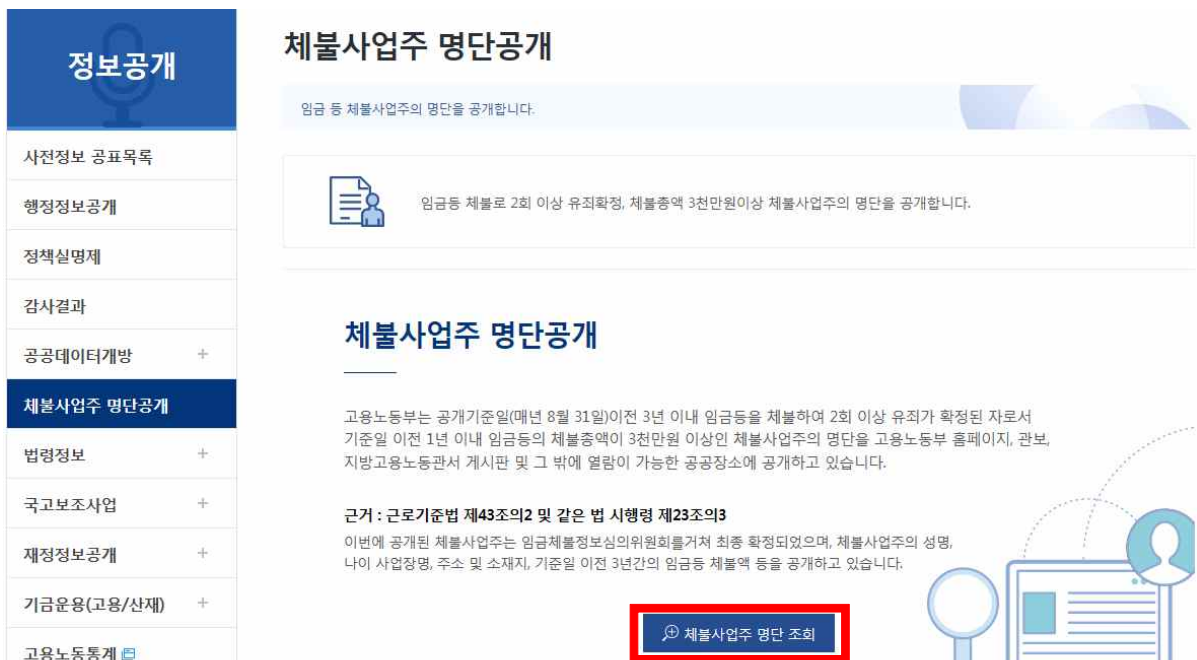 정보공개
사전정보 공표목록
행정정보공개
정책실명제
감사결과
공공데이터개방 +
체불사업주 명단공개
법령정보 +
국고보조사업 +
재정정보공개 +
기금운용(고용/산재) +
고용노동통계
체불사업주 명단공개
임금 등 체불사업주의 명단을 공개합니다.
임금등 체불로 2회 이상 유죄확정, 체불총액 3천만원이상 체불사업주의 명단을 공개합니다.
체불사업주 명단공개
고용노동부는 공개기준일(매년 8월 31일)이전 3년 이내 임금등을 체불하여 2회 이상 유죄가 확정된 자로서
기준일 이전 1년 이내 임금등의 체불총액이 3천만원 이상인 체불사업주의 명단을 고용노동부 홈페이지, 관보,
지방고용노동관서 게시판 및 그 밖에 열람이 가능한 공공장소에 공개하고 있습니다.
근거 : 근로기준법 제43조의2 및 같은 법 시행령 제23조의3
이번에 공개된 체불사업주는 임금체불정보심의위원회를거쳐 최종 확정되었으며, 체불사업주의 성명,
나이 사업장명, 주소 및 소재지, 기준일 이전 3년간의 임금등 체불액 등을 공개하고 있습니다.
체불사업주 명단 조회